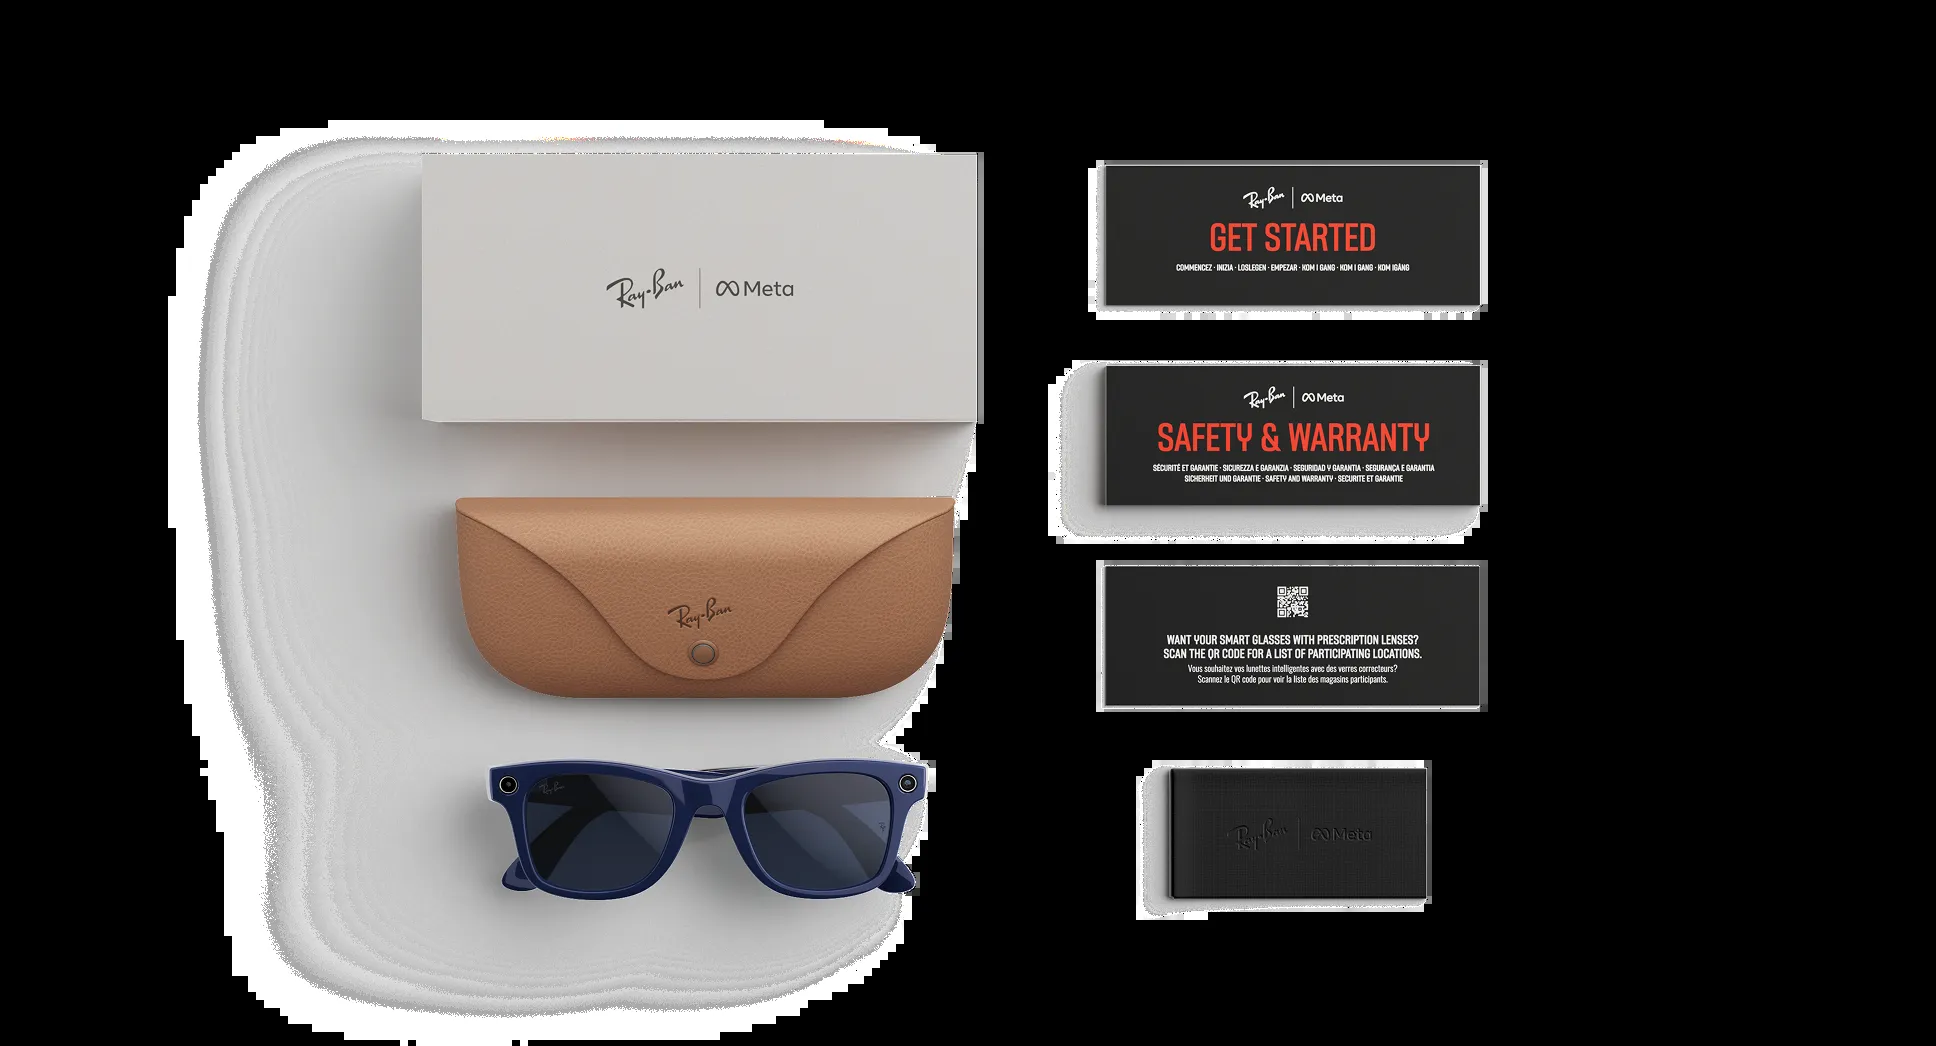 Ray-Ban | Meta
Ray-Ban
Ray-Ban
Ray-Ban | Meta
GET STARTED
COMMENCEZ · INIZIA · LOSLEGEN · EMPEZAR · KOM I GANG · KOM I GANG · KOM IGÅNG
Ray-Ban | Meta
SAFETY & WARRANTY
SÉCURITÉ ET GARANTIE · SICUREZZA E GARANZIA · SEGURIDAD Y GARANTIA · SEGURANÇA E GARANTIA
SICHERHEIT UND GARANTIE · SAFETY AND WARRANTY · SECURITE ET GARANTIE
WANT YOUR SMART GLASSES WITH PRESCRIPTION LENSES?
SCAN THE QR CODE FOR A LIST OF PARTICIPATING LOCATIONS.
Vous souhaitez vos lunettes intelligentes avec des verres correcteurs?
Scannez le QR code pour voir la liste des magasins participants.
Ray-Ban | Meta